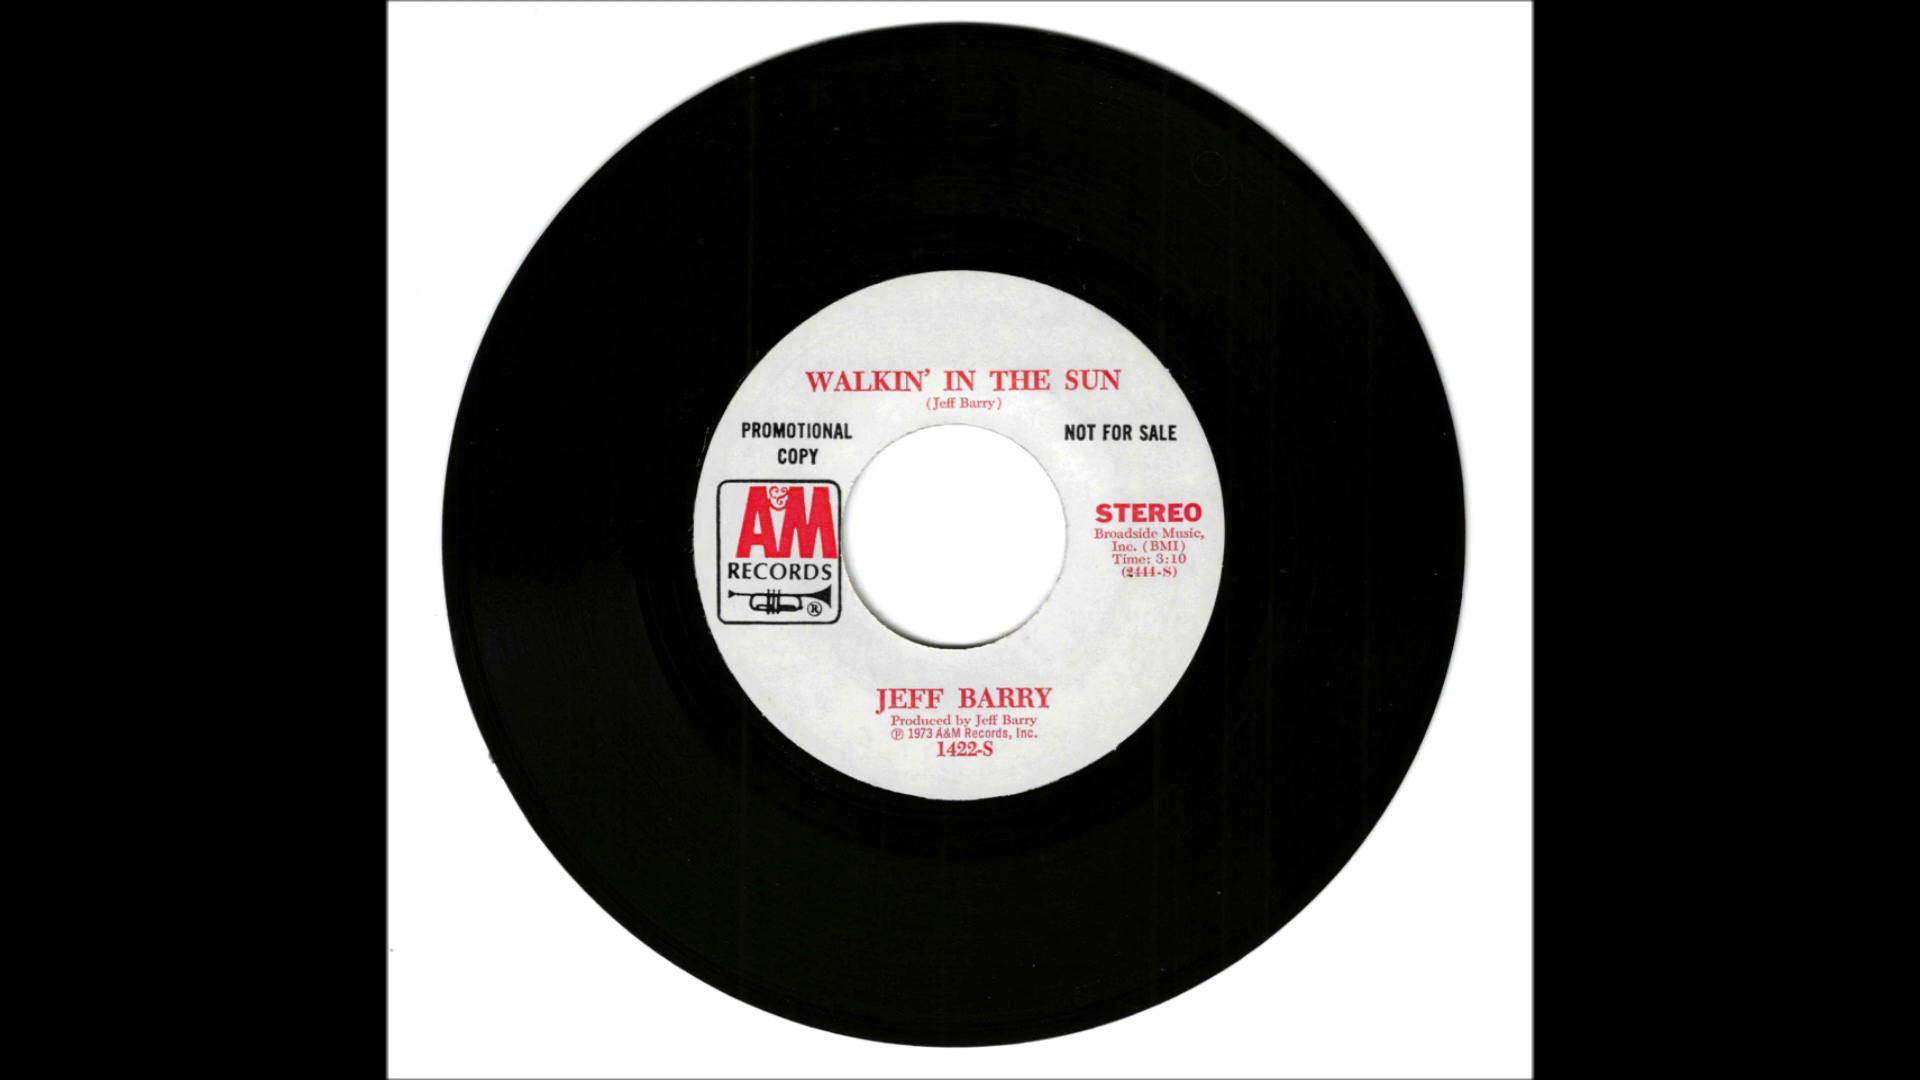 WALKIN' IN THE SUN
(Jeff Barry)
PROMOTIONAL
COPY
NOT FOR SALE
A&M
RECORDS
®
STEREO
Broadside Music,
Inc. (BMI)
Time: 3:10
(2444-S)
JEFF BARRY
Produced by Jeff Barry
℗ 1973 A&M Records, Inc.
1422-S